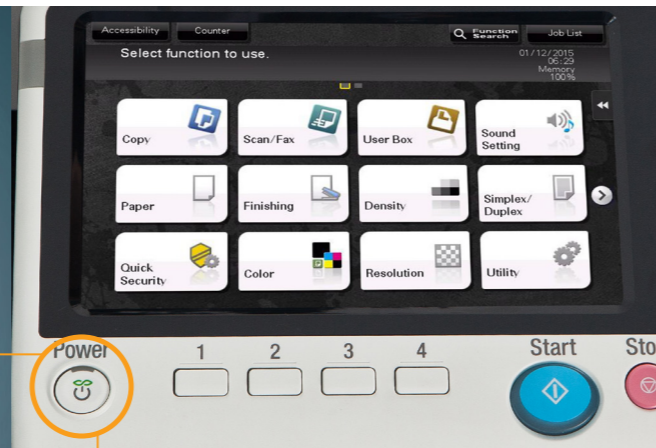 Accessibility
Counter
Function
Search
Job List
Select function to use.
01/12/2015
06:29
Memory
100%
Copy
Scan/Fax
User Box
Sound
Setting
Paper
Finishing
Density
Simplex/
Duplex
Quick
Security
Color
Resolution
Utility
Power
1
2
3
4
Start
Sto